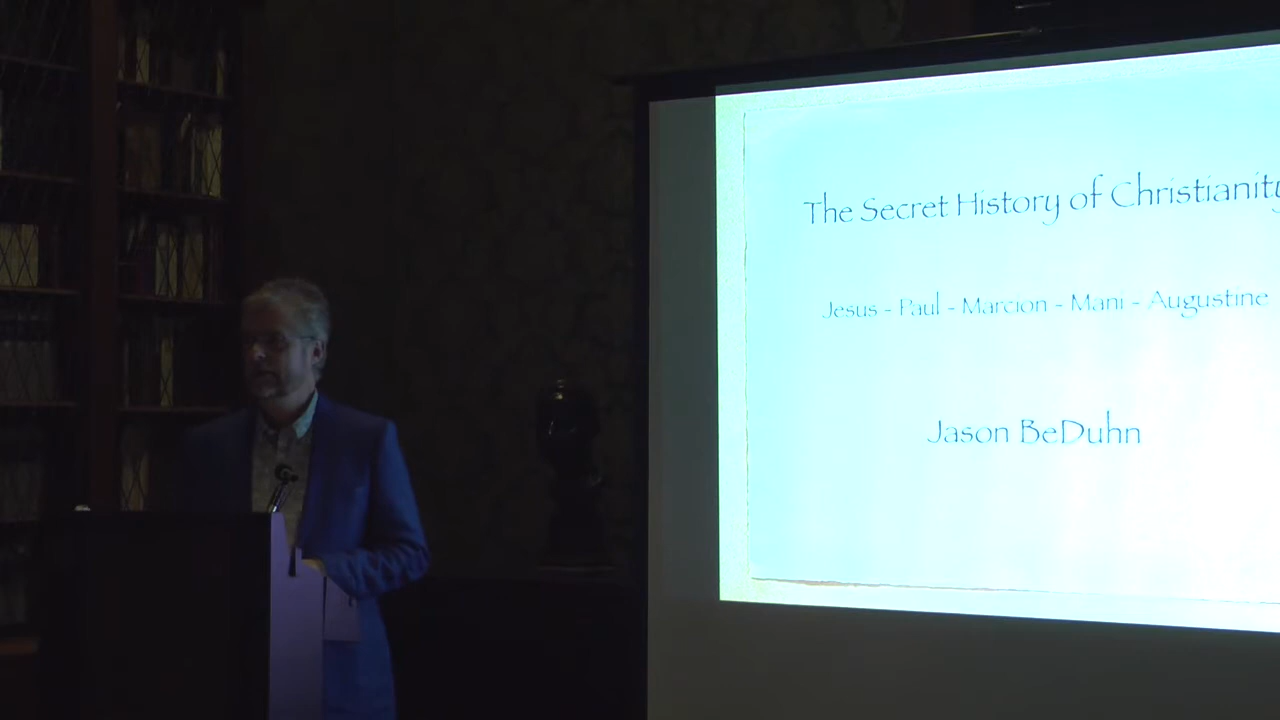 The Secret History of Christianity
Jesus - Paul - Marcion - Mani - Augustine
Jason BeDuhn